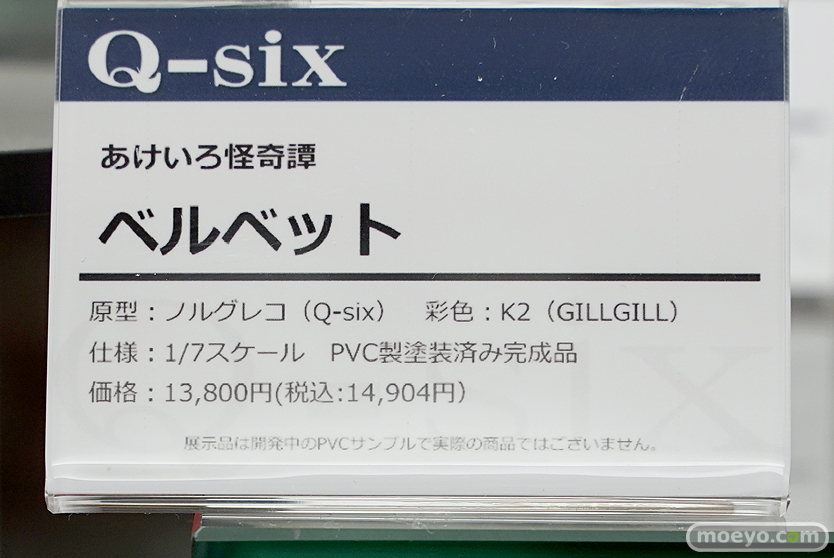 Q-six
あけいろ怪奇譚
ベルベット
原型：ノルグレコ（Q-six）　彩色：K2（GILLGILL）
仕様：1/7スケール　PVC製塗装済み完成品
価格：13,800円(税込:14,904円）
展示品は開発中のPVCサンプルで実際の商品ではございません。
moeyo.com